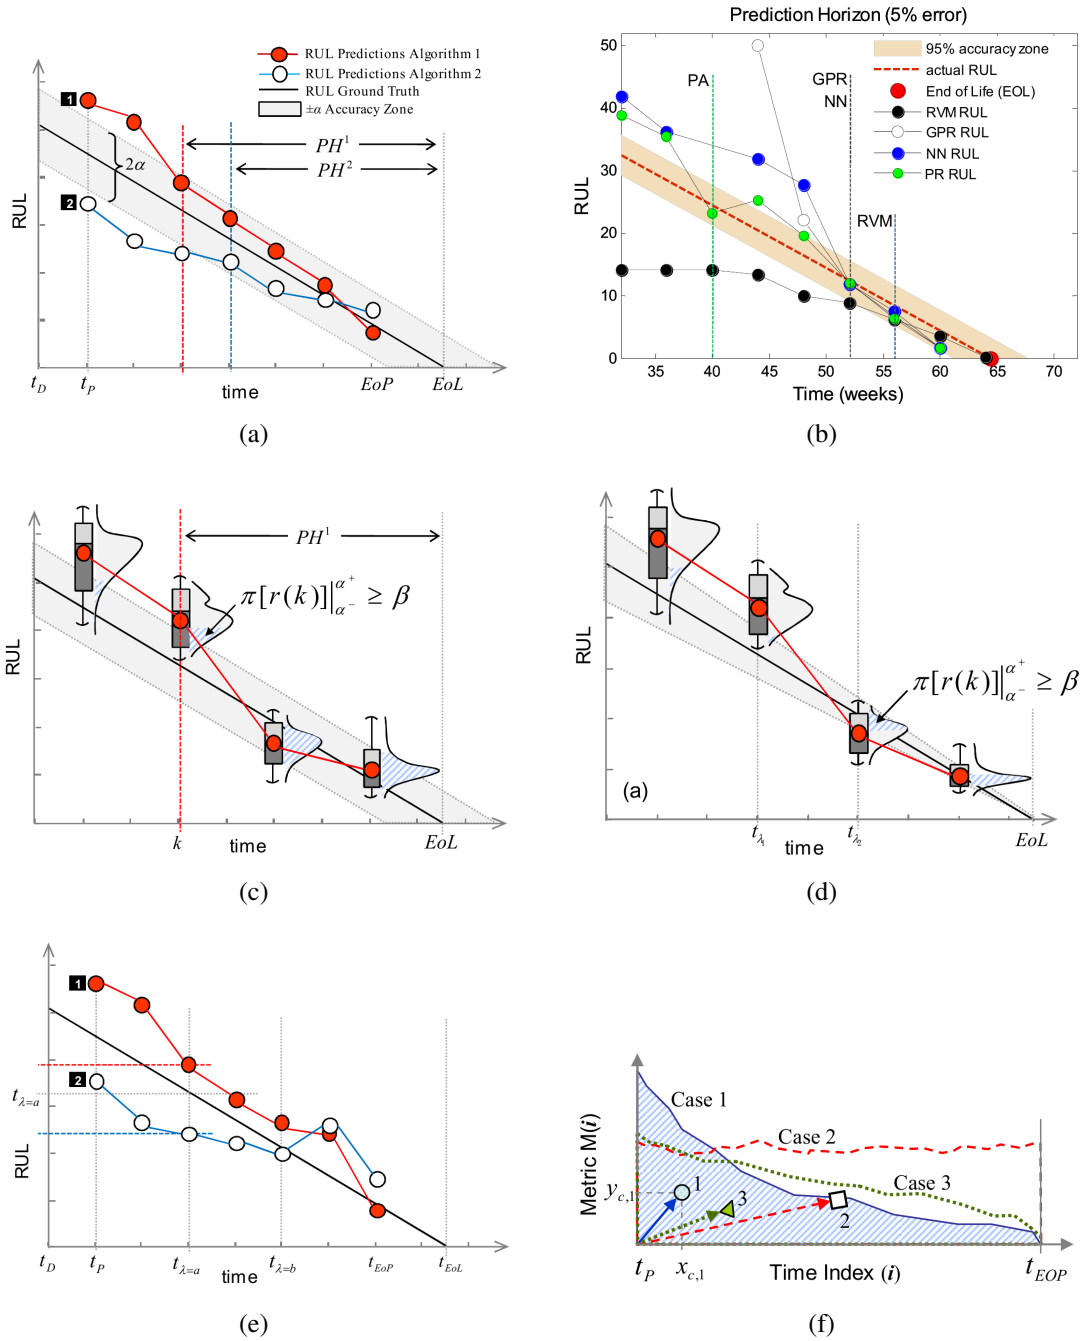 RUL Predictions Algorithm 1
RUL Predictions Algorithm 2
RUL Ground Truth
±α Accuracy Zone
1
2
2α
PH¹
PH²
RUL
t_D
t_P
time
EoP
EoL
(a)
Prediction Horizon (5% error)
95% accuracy zone
actual RUL
End of Life (EOL)
RVM RUL
GPR RUL
NN RUL
PR RUL
PA
GPR
NN
RVM
RUL
50
40
30
20
10
0
35 40 45 50 55 60 65 70
Time (weeks)
(b)
PH¹
π[r(k)]|α⁺ α⁻ ≥ β
RUL
k
time
EoL
(c)
π[r(k)]|α⁺ α⁻ ≥ β
RUL
(a)
t_λ₁
time
t_λ₂
EoL
(d)
1
2
t_λ=a
RUL
t_D
t_P
t_λ=a
time
t_λ=b
t_EoP
t_EoL
(e)
Metric M(i)
Case 1
Case 2
Case 3
y_c,1
1
3
2
t_P
x_c,1
Time Index (i)
t_EOP
(f)